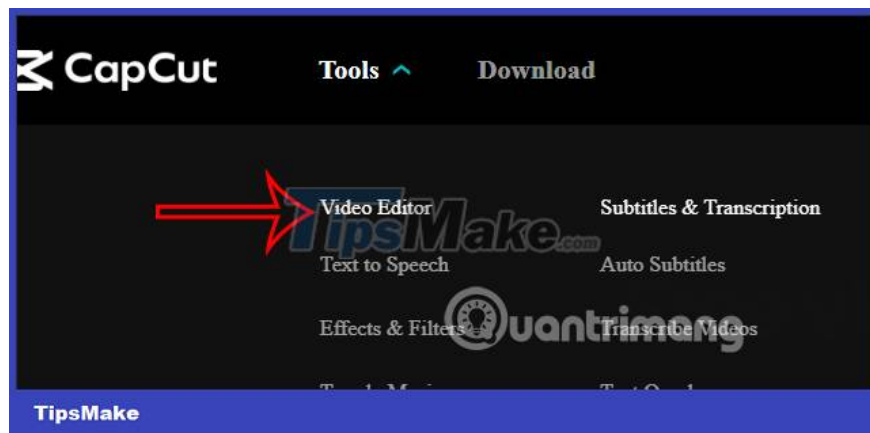 CapCut
Tools Download
Video Editor Subtitles & Transcription
TipsMake.com
Text to Speech Auto Subtitles
Effects & Filters Transcribe Videos
Quantrimang
TipsMake